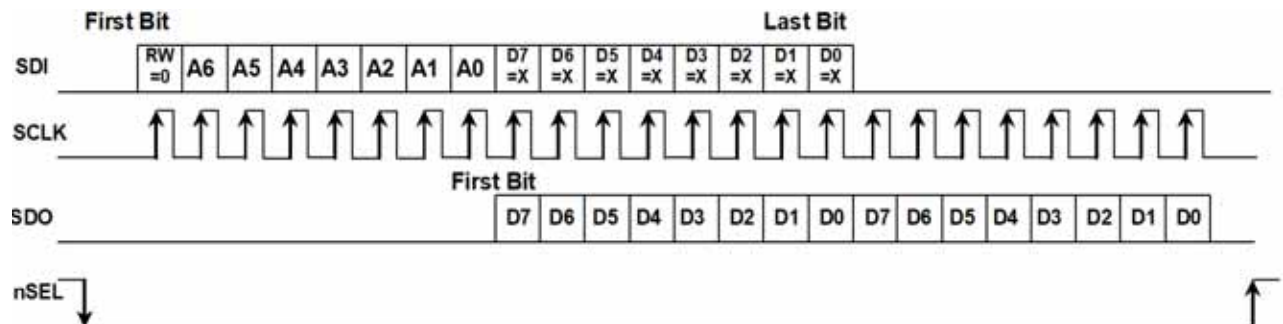 First Bit Last Bit
SDI RW =0 A6 A5 A4 A3 A2 A1 A0 D7 =X D6 =X D5 =X D4 =X D3 =X D2 =X D1 =X D0 =X
SCLK
First Bit
SDO D7 D6 D5 D4 D3 D2 D1 D0 D7 D6 D5 D4 D3 D2 D1 D0
nSEL